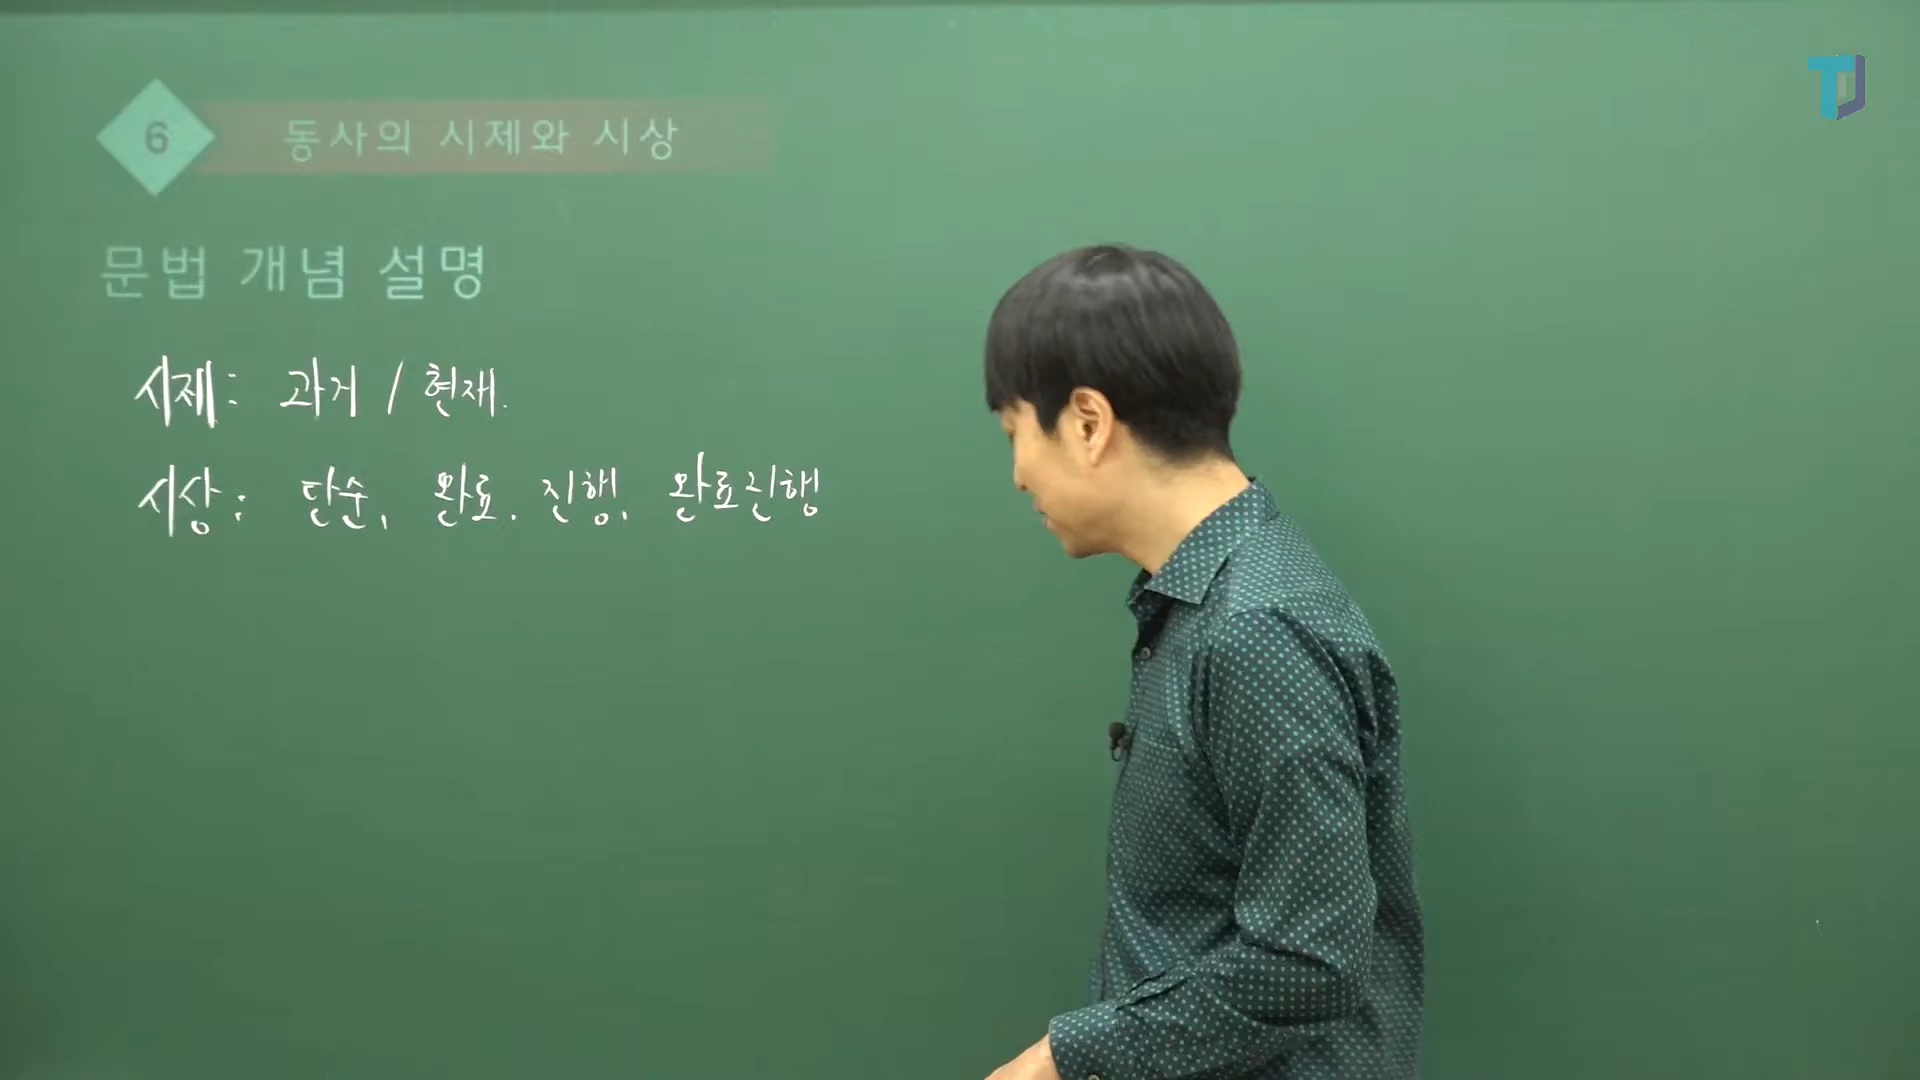 6 동사의 시제와 시상
문법 개념 설명
시제: 과거 / 현재.
시상: 단순, 완료. 진행, 완료진행